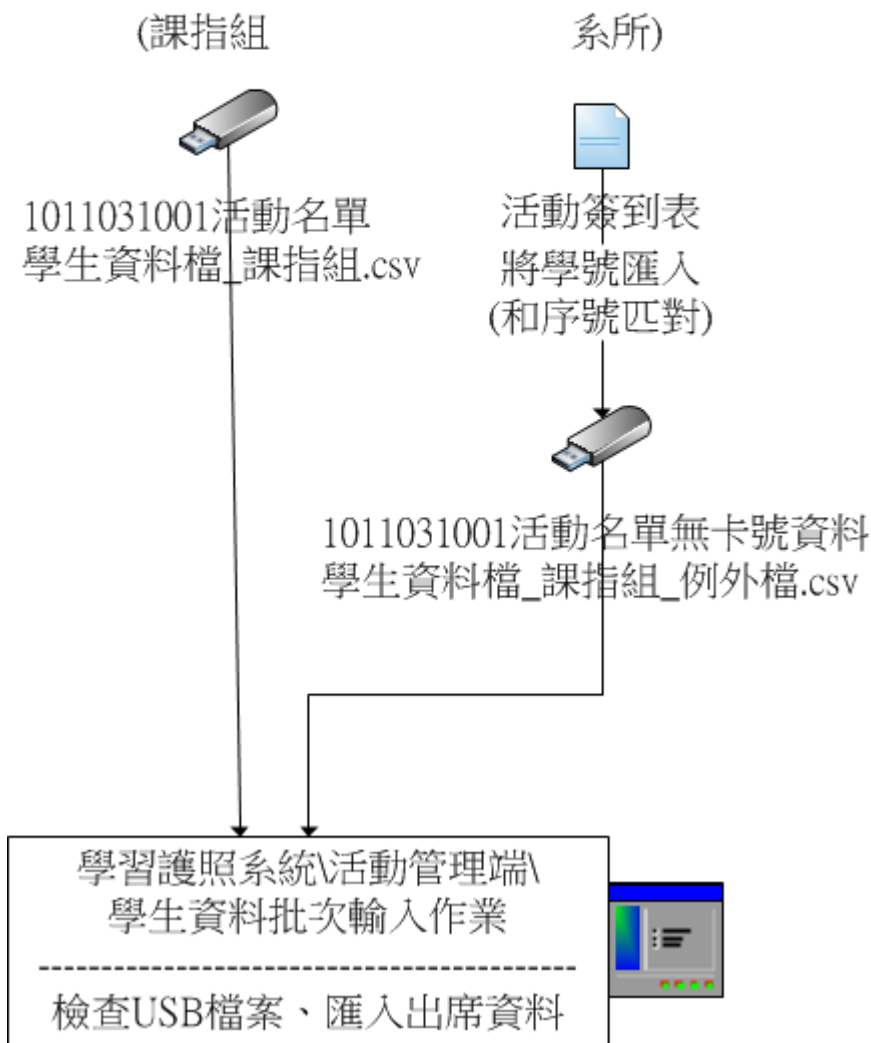 (課指組
系所)
1011031001活動名單
學生資料檔_課指組.csv
活動簽到表
將學號匯入
(和序號匹對)
1011031001活動名單無卡號資料
學生資料檔_課指組_例外檔.csv
學習護照系統\活動管理端\
學生資料批次輸入作業
-------------------------------------------
檢查USB檔案、匯入出席資料